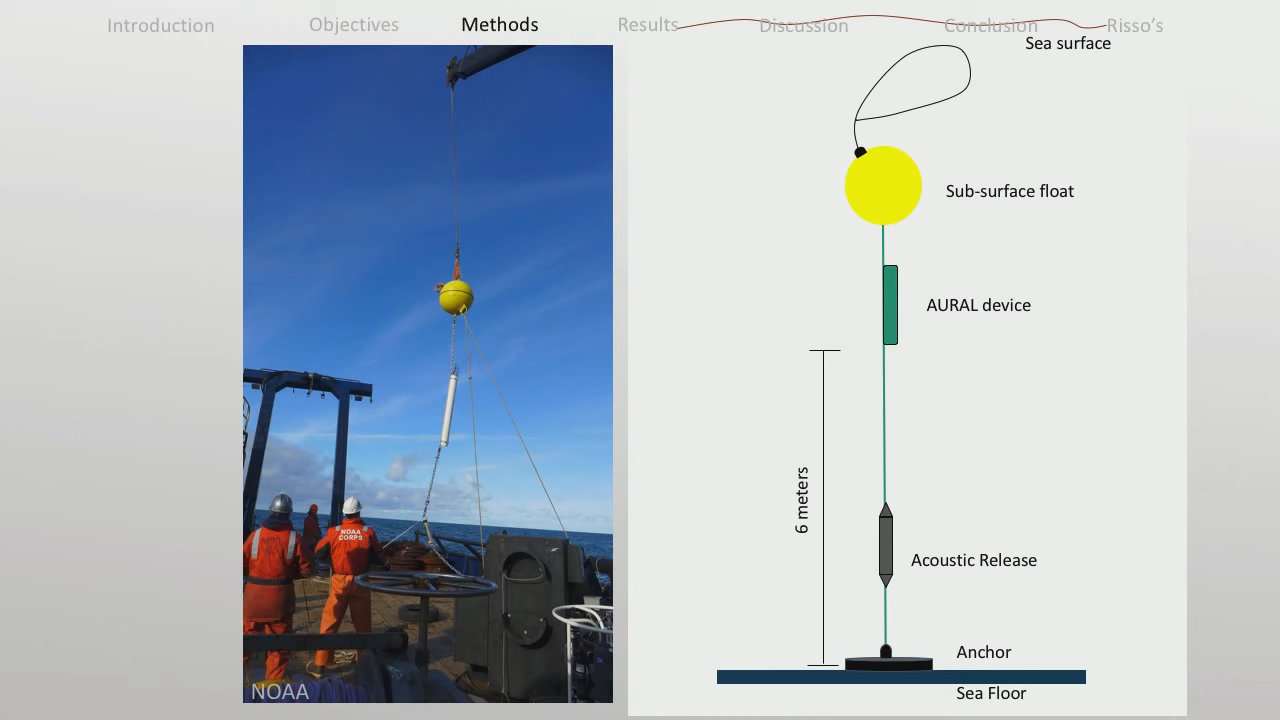 Introduction
Objectives
Methods
Results
Discussion
Conclusion
Risso's
Sea surface
Sub-surface float
AURAL device
6 meters
NOAA
CORPS
Acoustic Release
Anchor
Sea Floor
NOAA